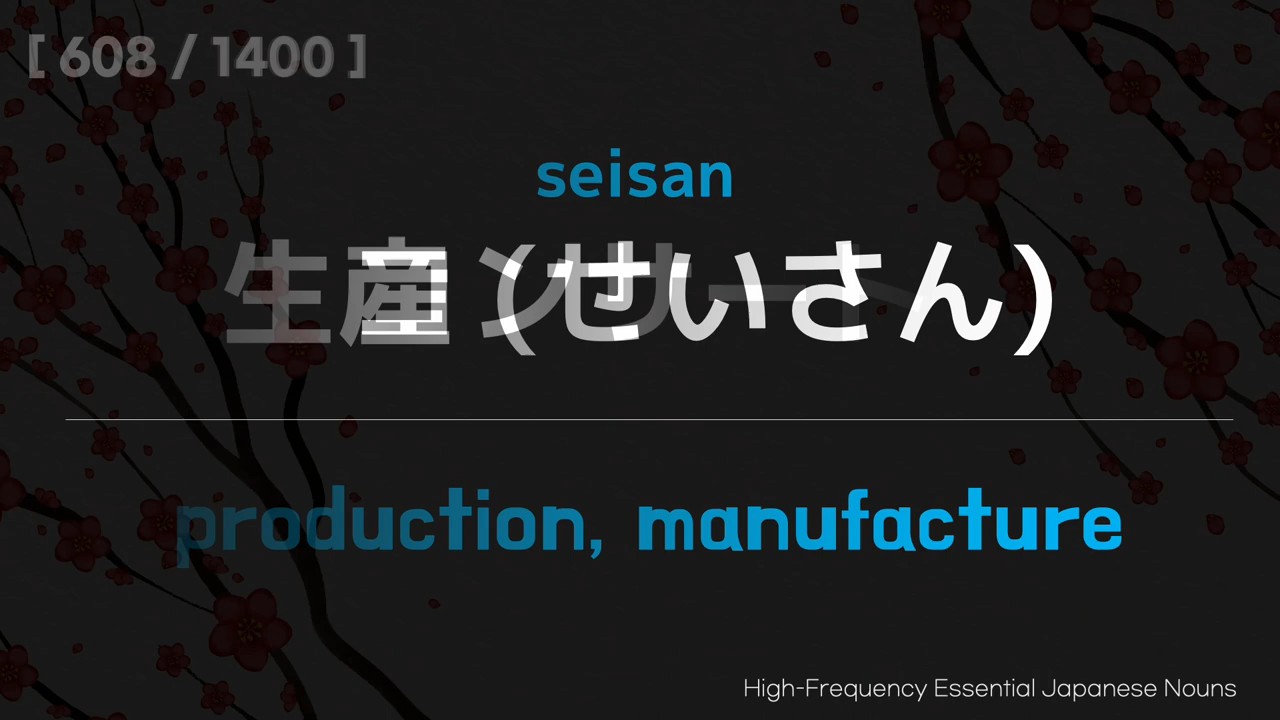 [ 608 / 1400 ]
seisan
生産 (せいさん)
production, manufacture
High-Frequency Essential Japanese Nouns